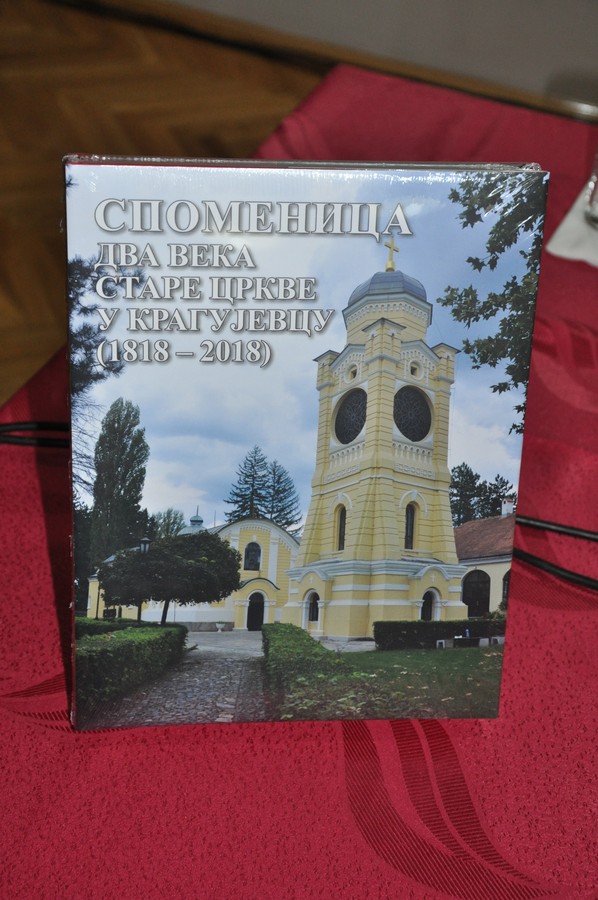 СПОМЕНИЦА
ДВА ВЕКА
СТАРЕ ЦРКВЕ
У КРАГУЈЕВЦУ
(1818 – 2018)